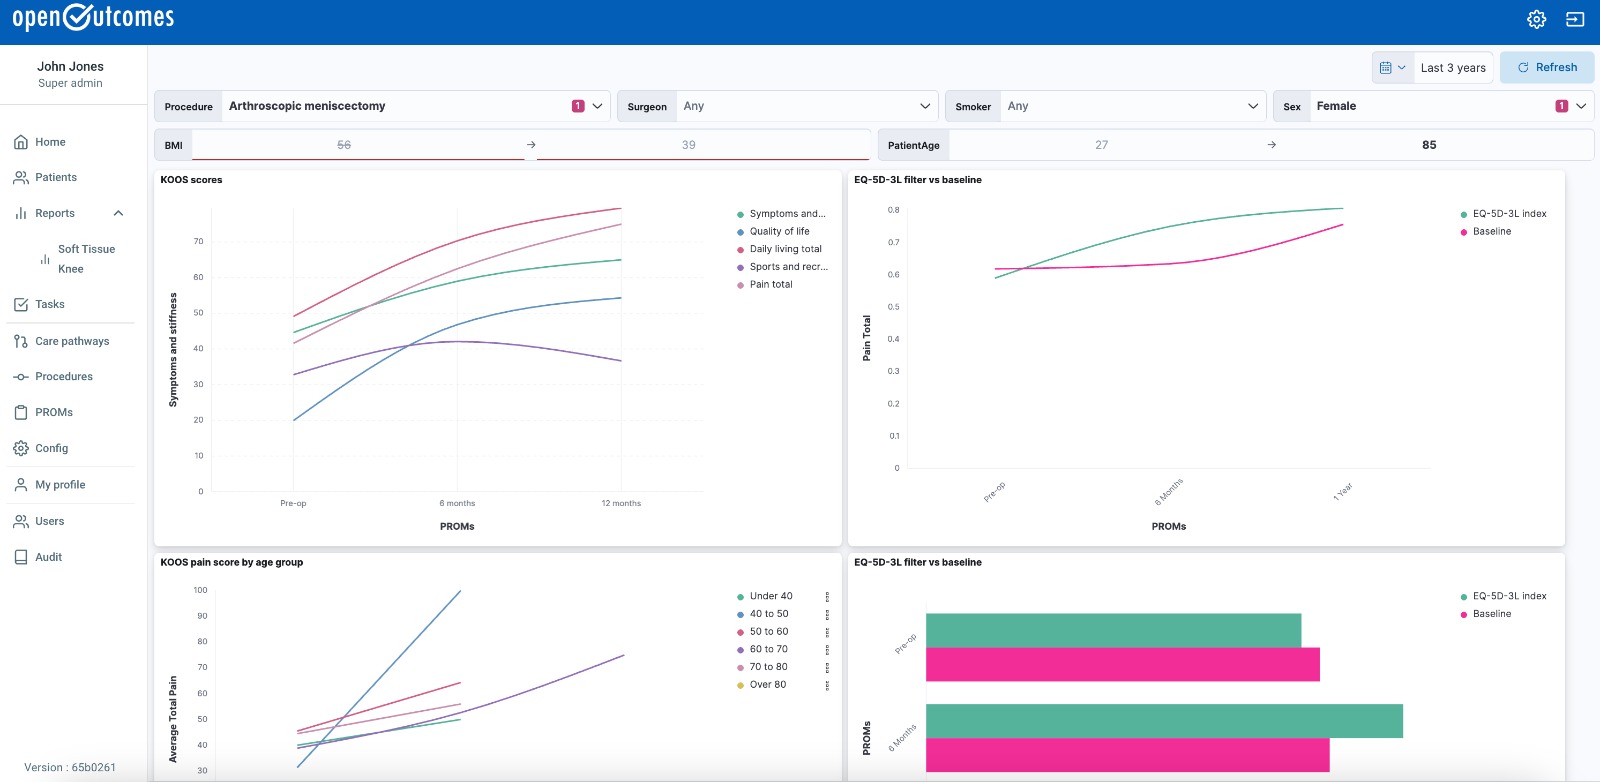 openOutcomes
John Jones
Super admin
Last 3 years
Refresh
Procedure Arthroscopic meniscectomy 1
Surgeon Any
Smoker Any
Sex Female 1
BMI 56 → 39
PatientAge 27 → 85
Home
Patients
Reports
Soft Tissue
Knee
Tasks
Care pathways
Procedures
PROMs
Config
My profile
Users
Audit
Version : 65b0261
KOOS scores
Symptoms and stiffness
70
60
50
40
30
20
10
0
Pre-op 6 months 12 months
PROMs
Symptoms and...
Quality of life
Daily living total
Sports and recr...
Pain total
EQ-5D-3L filter vs baseline
Pain Total
0.8
0.7
0.6
0.5
0.4
0.3
0.2
0.1
0
Pre-op 6 Months 1 Year
PROMs
EQ-5D-3L index
Baseline
KOOS pain score by age group
Average Total Pain
100
90
80
70
60
50
40
30
Under 40
40 to 50
50 to 60
60 to 70
70 to 80
Over 80
EQ-5D-3L filter vs baseline
PROMs
Pre-op
6 Months
EQ-5D-3L index
Baseline